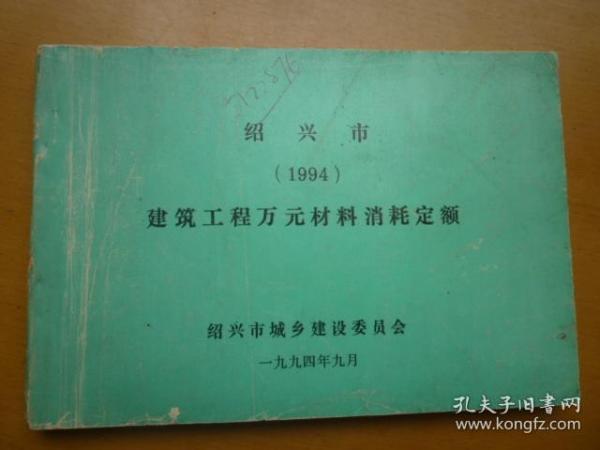 绍兴市
(1994)
建筑工程万元材料消耗定额
绍兴市城乡建设委员会
一九九四年九月
孔夫子旧书网
www.kongfz.com